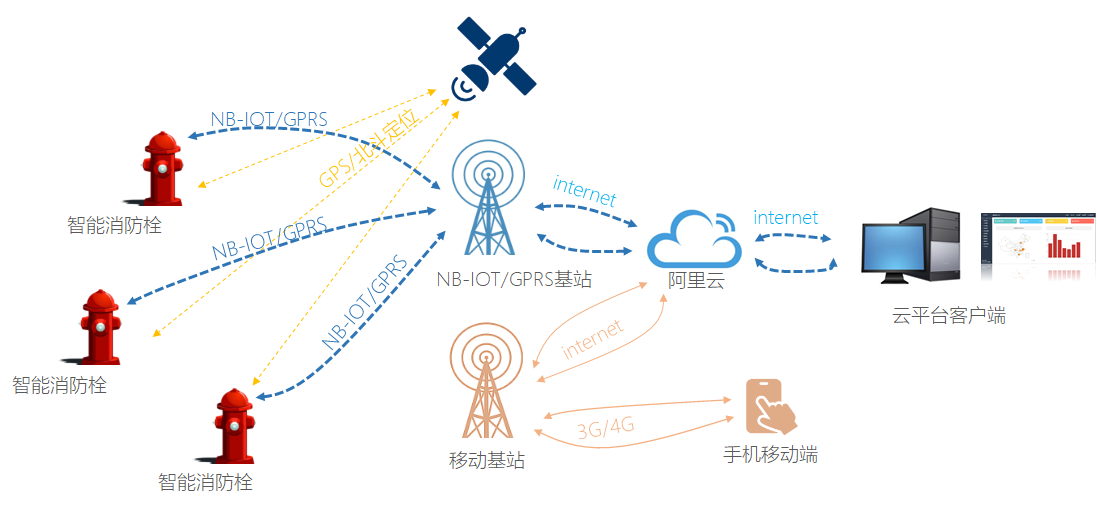 NB-IOT/GPRS
GPS/北斗定位
智能消防栓
NB-IOT/GPRS
智能消防栓
NB-IOT/GPRS
智能消防栓
NB-IOT/GPRS基站
internet
阿里云
internet
云平台客户端
internet
移动基站
3G/4G
手机移动端